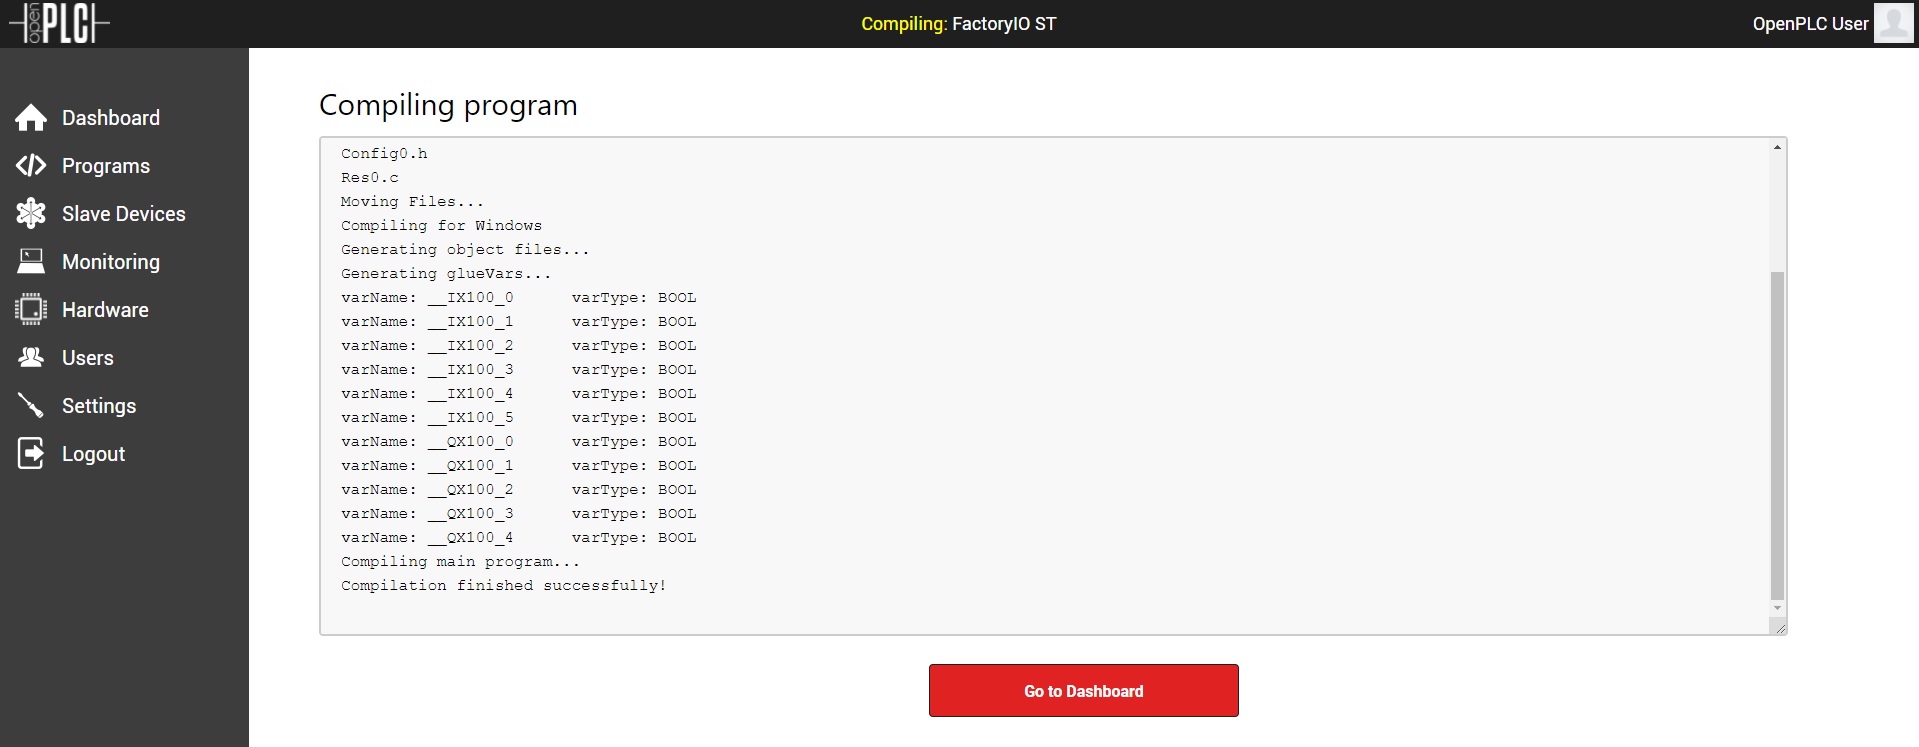 open PLC
Compiling: FactoryIO ST
OpenPLC User
Dashboard
Programs
Slave Devices
Monitoring
Hardware
Users
Settings
Logout
Compiling program
Config0.h
Res0.c
Moving Files...
Compiling for Windows
Generating object files...
Generating glueVars...
varName: __IX100_0      varType: BOOL
varName: __IX100_1      varType: BOOL
varName: __IX100_2      varType: BOOL
varName: __IX100_3      varType: BOOL
varName: __IX100_4      varType: BOOL
varName: __IX100_5      varType: BOOL
varName: __QX100_0      varType: BOOL
varName: __QX100_1      varType: BOOL
varName: __QX100_2      varType: BOOL
varName: __QX100_3      varType: BOOL
varName: __QX100_4      varType: BOOL
Compiling main program...
Compilation finished successfully!
Go to Dashboard